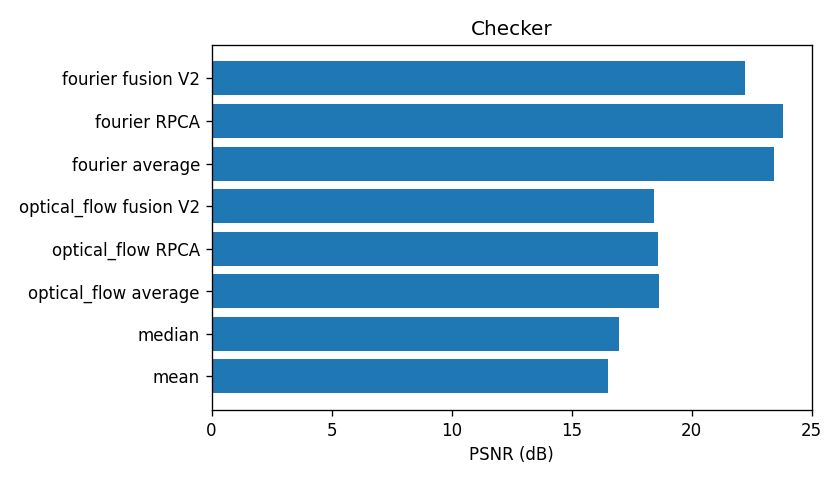 Checker
fourier fusion V2
fourier RPCA
fourier average
optical_flow fusion V2
optical_flow RPCA
optical_flow average
median
mean
0 5 10 15 20 25
PSNR (dB)